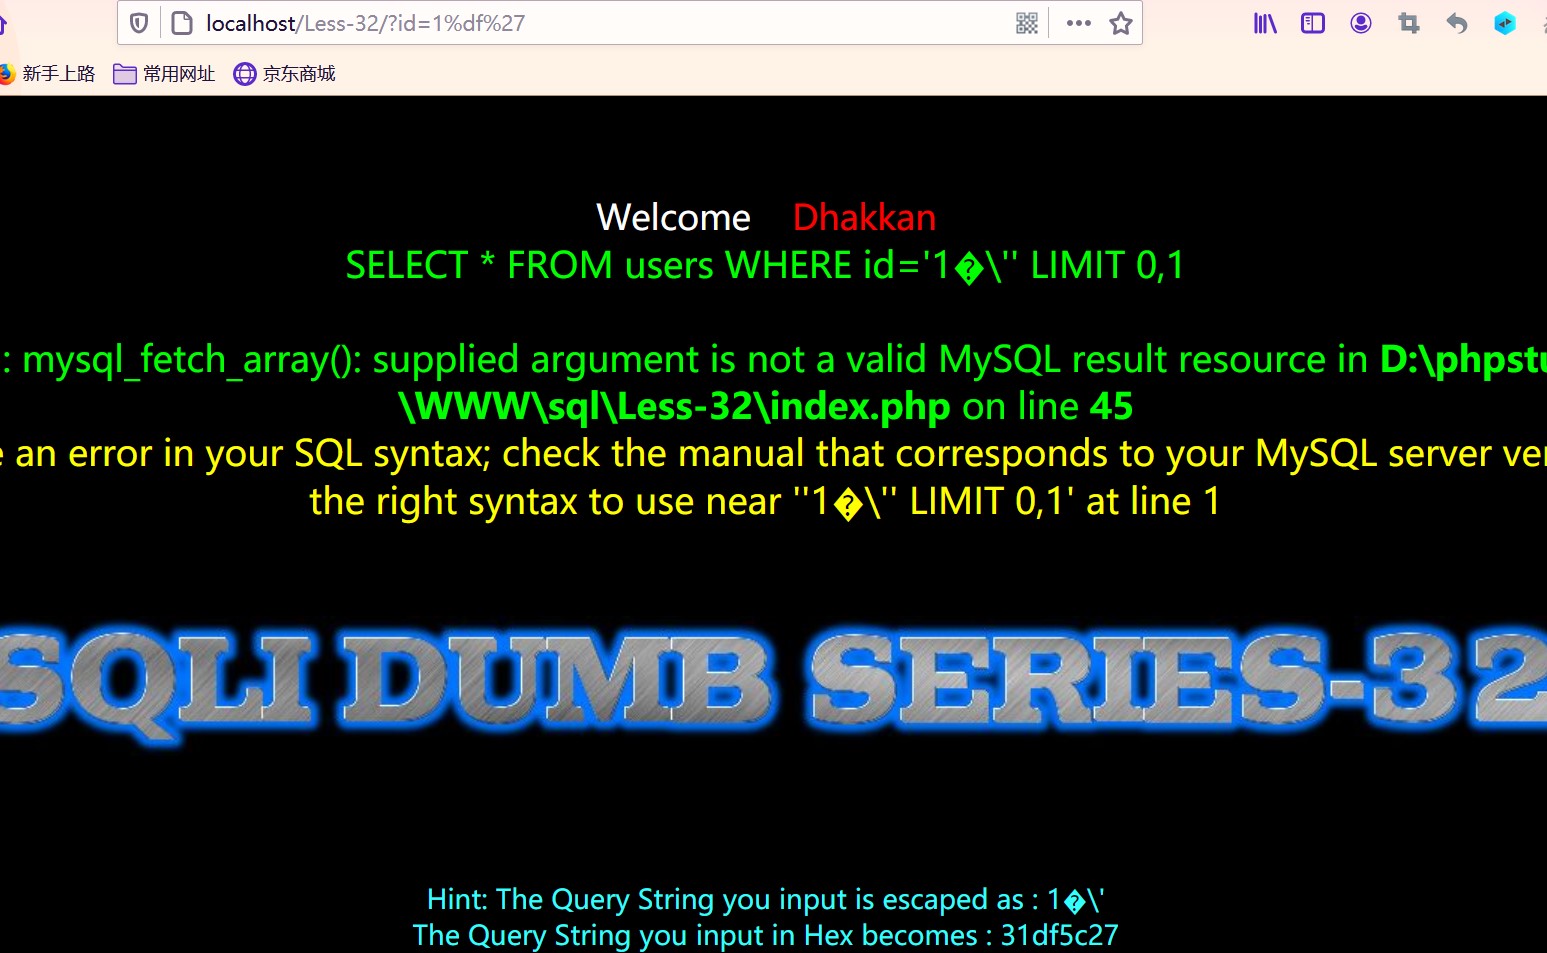 localhost/Less-32/?id=1%df%27
新手上路 常用网址 京东商城
Welcome Dhakkan
SELECT * FROM users WHERE id='1�\'' LIMIT 0,1
: mysql_fetch_array(): supplied argument is not a valid MySQL result resource in D:\phpstu
\WWW\sql\Less-32\index.php on line 45
e an error in your SQL syntax; check the manual that corresponds to your MySQL server ver
the right syntax to use near ''1�\'' LIMIT 0,1' at line 1
SQLI DUMB SERIES-32
Hint: The Query String you input is escaped as : 1�\'
The Query String you input in Hex becomes : 31df5c27